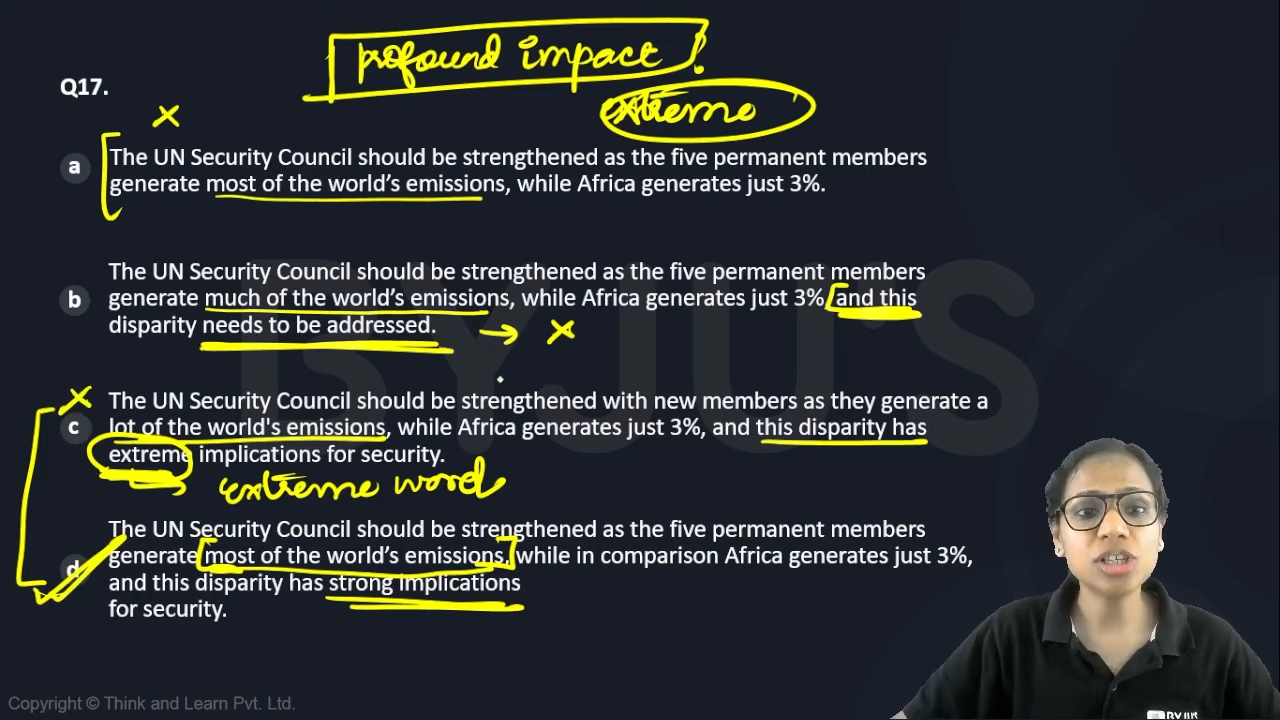 profound impact!
Q17.
extreme
a
The UN Security Council should be strengthened as the five permanent members
generate most of the world's emissions, while Africa generates just 3%.
The UN Security Council should be strengthened as the five permanent members
b
generate much of the world's emissions, while Africa generates just 3% and this
disparity needs to be addressed.
BYJU'S
The UN Security Council should be strengthened with new members as they generate a
c
lot of the world's emissions, while Africa generates just 3%, and this disparity has
extreme implications for security.
extreme words
The UN Security Council should be strengthened as the five permanent members
generate most of the world's emissions, while in comparison Africa generates just 3%,
d
and this disparity has strong implications
for security.
Copyright © Think and Learn Pvt. Ltd.
BYJU'S